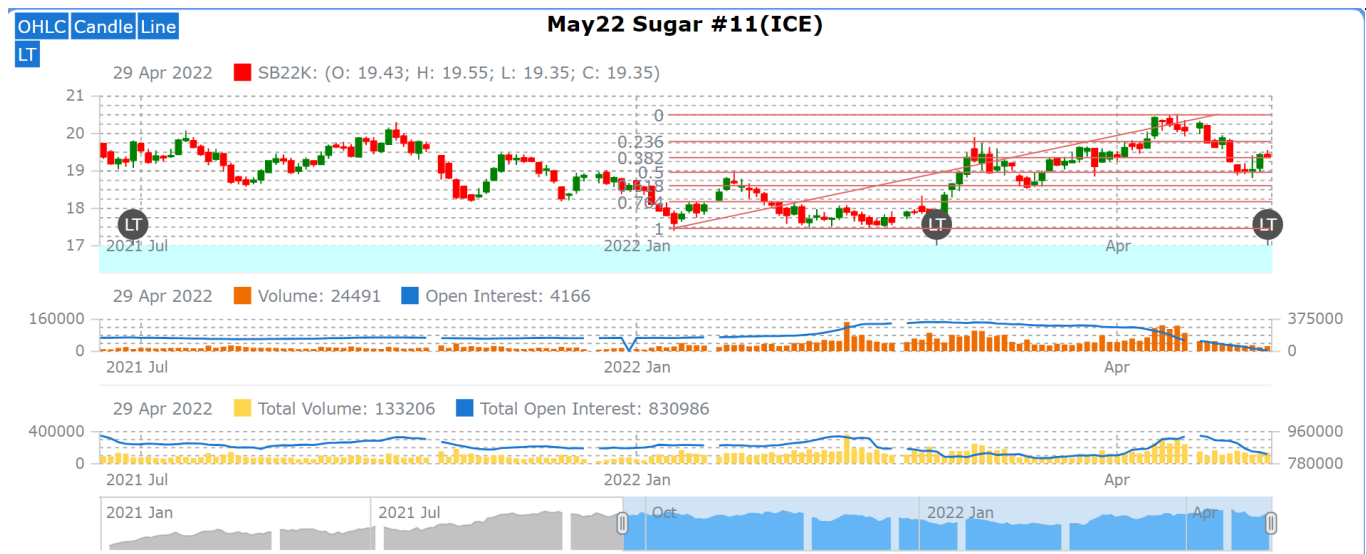 OHLC Candle Line
LT
May22 Sugar #11(ICE)
29 Apr 2022 SB22K: (O: 19.43; H: 19.55; L: 19.35; C: 19.35)
21
20
19
18
17
0
0.236
0.382
0.5
0.618
0.764
1
LT
LT
LT
2021 Jul
2022 Jan
Apr
29 Apr 2022 Volume: 24491 Open Interest: 4166
160000
0
375000
0
2021 Jul
2022 Jan
Apr
29 Apr 2022 Total Volume: 133206 Total Open Interest: 830986
400000
0
960000
780000
2021 Jul
2022 Jan
Apr
2021 Jan
2021 Jul
Oct
2022 Jan
Apr